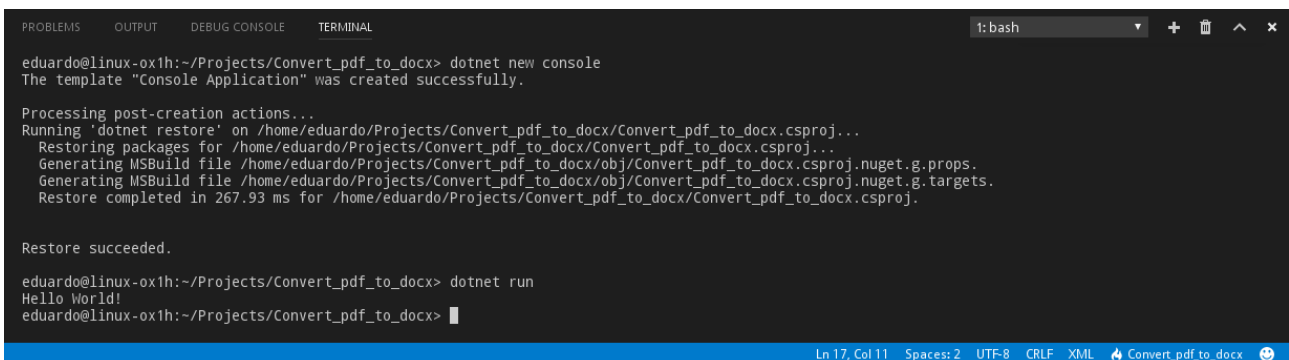 PROBLEMS OUTPUT DEBUG CONSOLE TERMINAL 1: bash
eduardo@linux-ox1h:~/Projects/Convert_pdf_to_docx> dotnet new console
The template "Console Application" was created successfully.
Processing post-creation actions...
Running 'dotnet restore' on /home/eduardo/Projects/Convert_pdf_to_docx/Convert_pdf_to_docx.csproj...
Restoring packages for /home/eduardo/Projects/Convert_pdf_to_docx/Convert_pdf_to_docx.csproj...
Generating MSBuild file /home/eduardo/Projects/Convert_pdf_to_docx/obj/Convert_pdf_to_docx.csproj.nuget.g.props.
Generating MSBuild file /home/eduardo/Projects/Convert_pdf_to_docx/obj/Convert_pdf_to_docx.csproj.nuget.g.targets.
Restore completed in 267.93 ms for /home/eduardo/Projects/Convert_pdf_to_docx/Convert_pdf_to_docx.csproj.
Restore succeeded.
eduardo@linux-ox1h:~/Projects/Convert_pdf_to_docx> dotnet run
Hello World!
eduardo@linux-ox1h:~/Projects/Convert_pdf_to_docx>
Ln 17, Col 11 Spaces: 2 UTF-8 CRLF XML Convert_pdf_to_docx